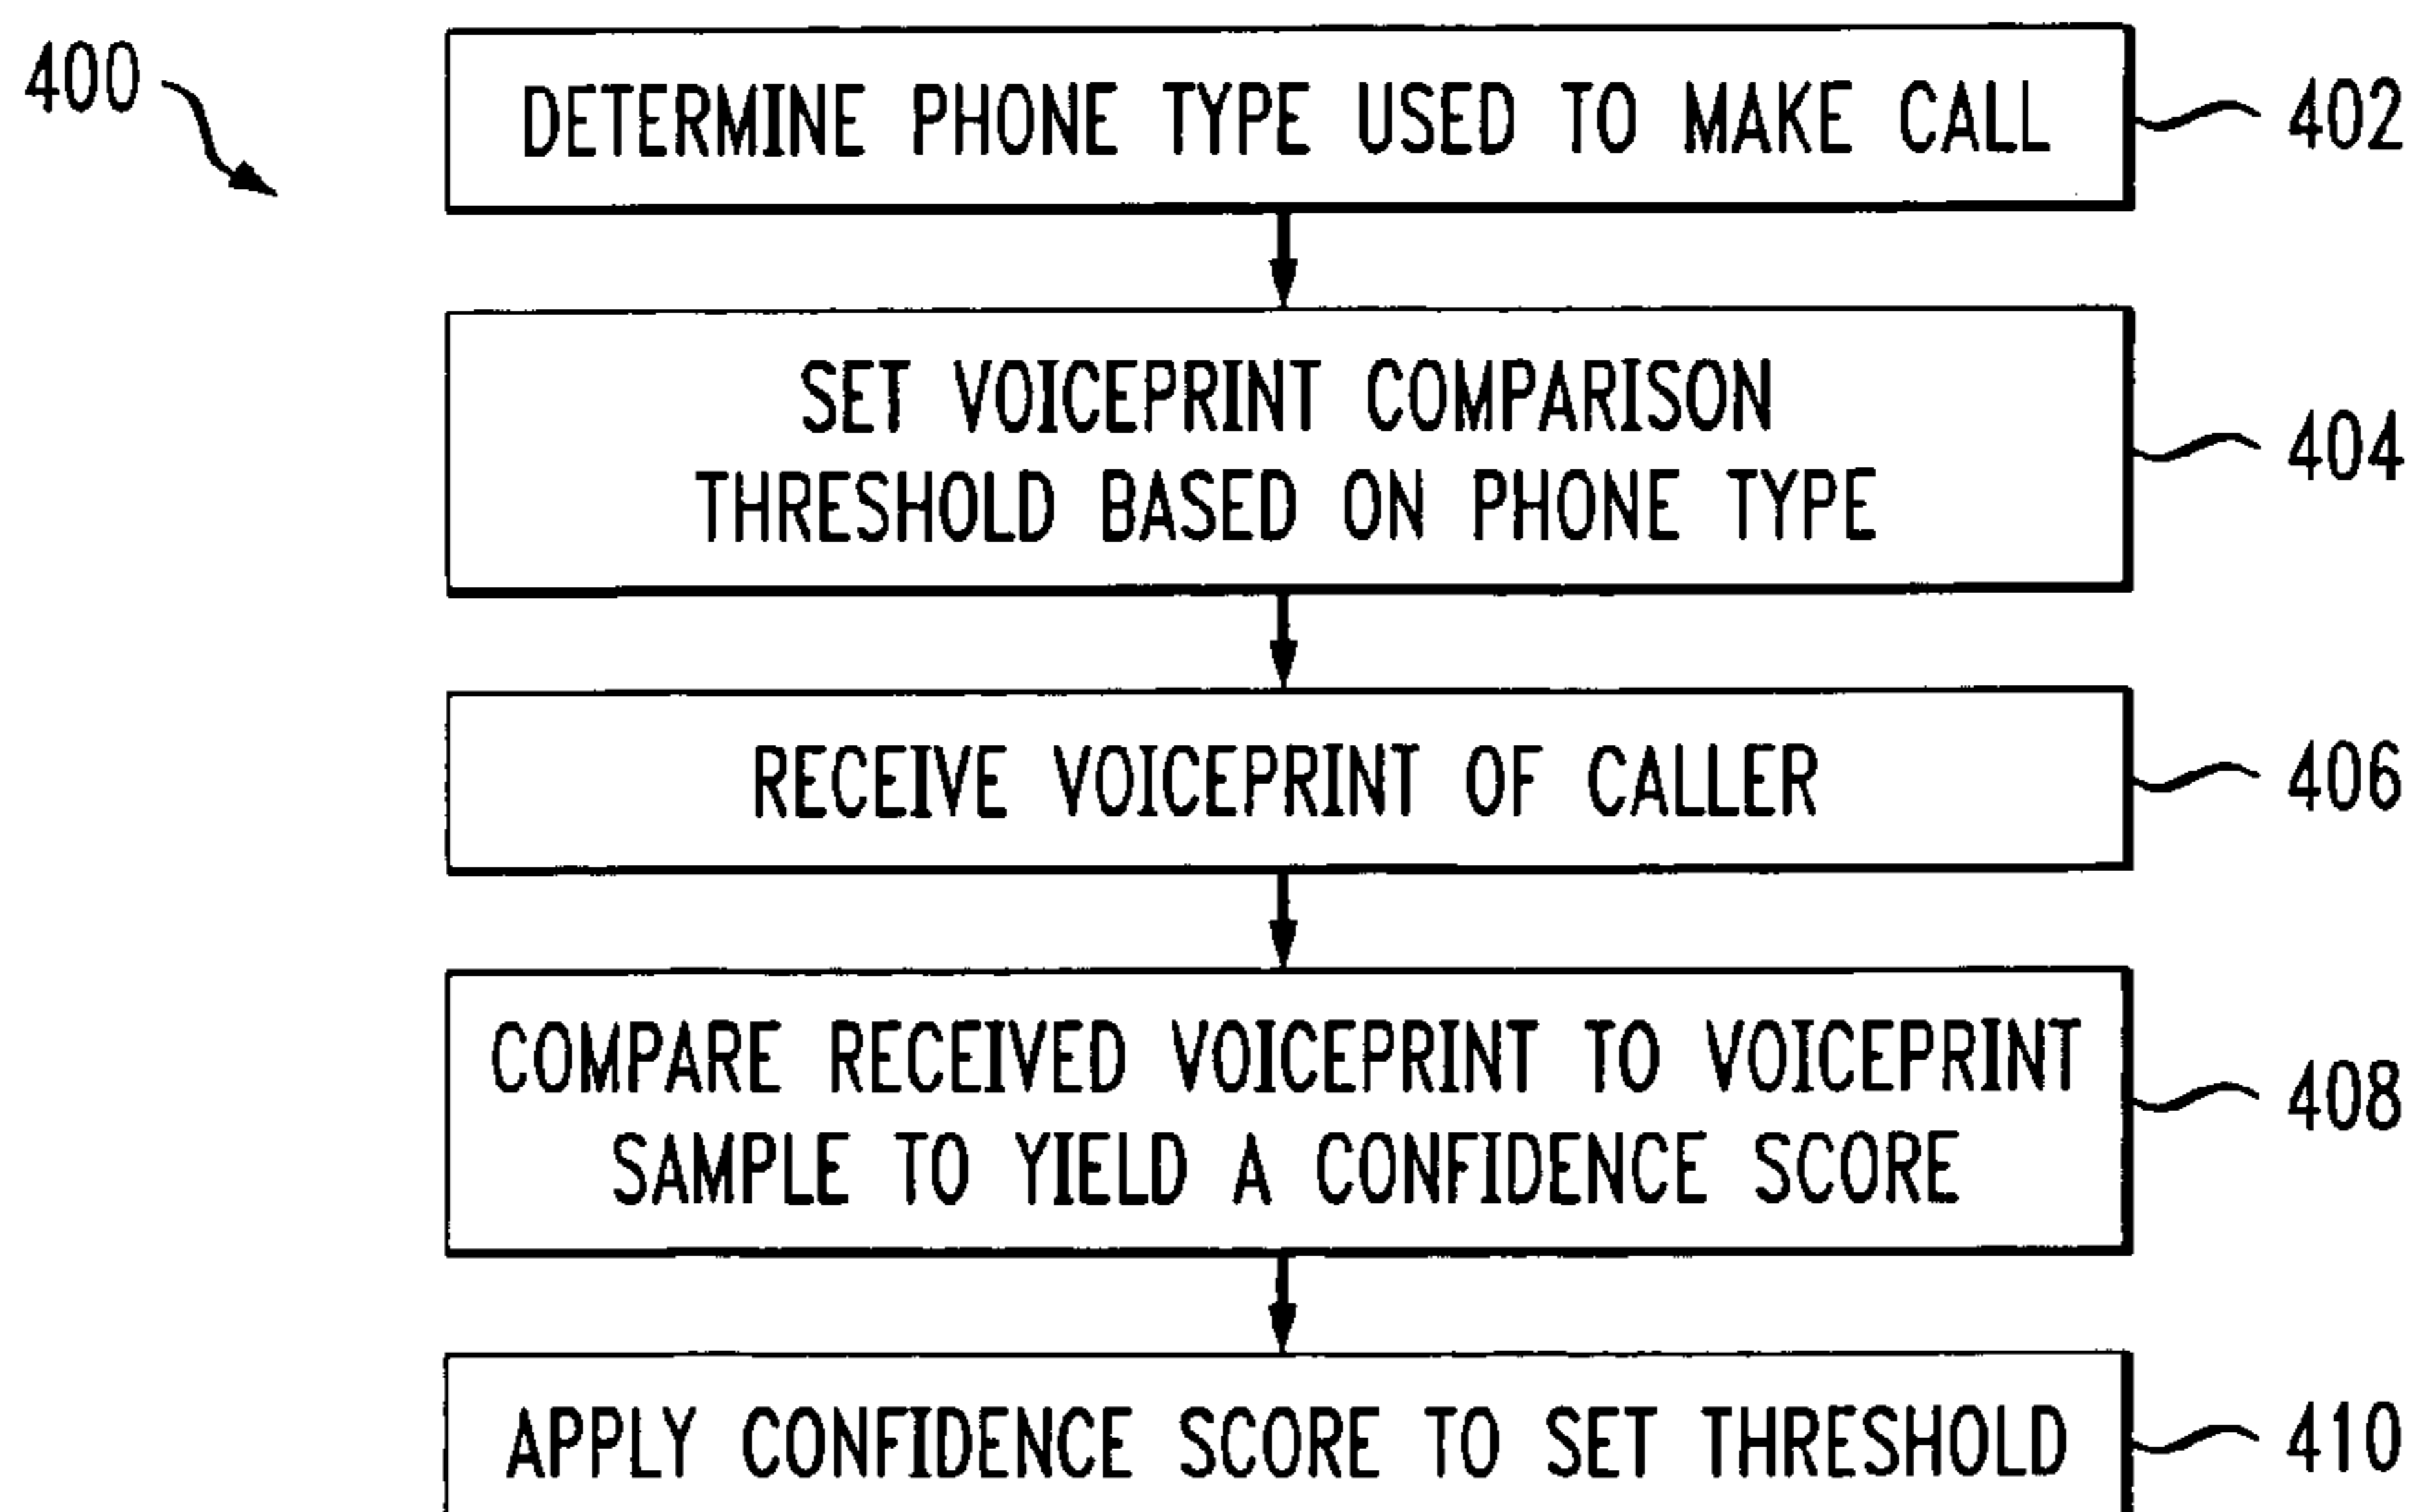 400
DETERMINE PHONE TYPE USED TO MAKE CALL
402
SET VOICEPRINT COMPARISON
THRESHOLD BASED ON PHONE TYPE
404
RECEIVE VOICEPRINT OF CALLER
406
COMPARE RECEIVED VOICEPRINT TO VOICEPRINT
SAMPLE TO YIELD A CONFIDENCE SCORE
408
APPLY CONFIDENCE SCORE TO SET THRESHOLD
410